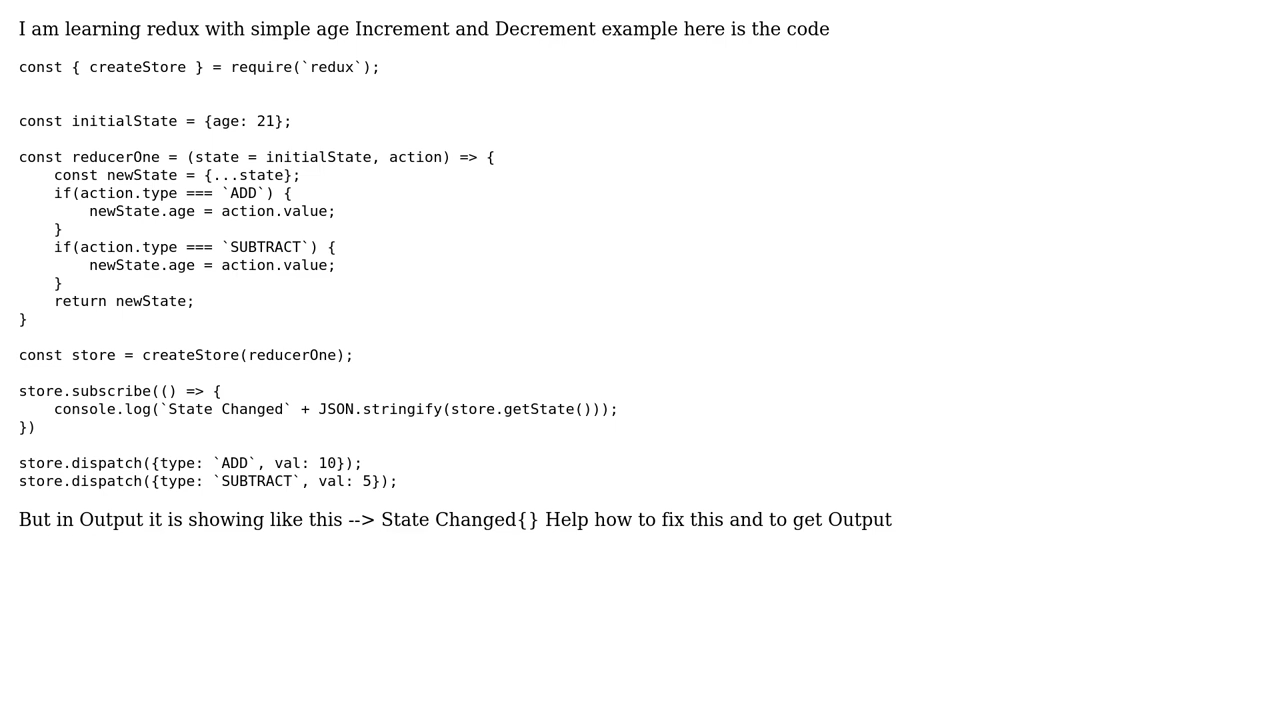 I am learning redux with simple age Increment and Decrement example here is the code
const { createStore } = require(`redux`);
const initialState = {age: 21};
const reducerOne = (state = initialState, action) => {
    const newState = {...state};
    if(action.type === `ADD`) {
        newState.age = action.value;
    }
    if(action.type === `SUBTRACT`) {
        newState.age = action.value;
    }
    return newState;
}
const store = createStore(reducerOne);
store.subscribe(() => {
    console.log(`State Changed` + JSON.stringify(store.getState()));
})
store.dispatch({type: `ADD`, val: 10});
store.dispatch({type: `SUBTRACT`, val: 5});
But in Output it is showing like this --> State Changed{} Help how to fix this and to get Output